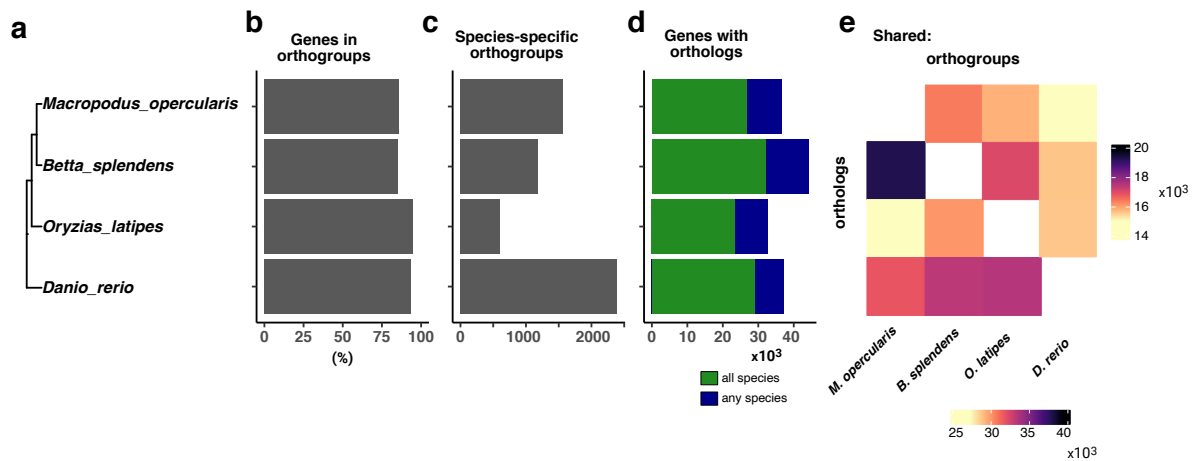 a
b
c
d
e
Genes in
orthogroups
Species-specific
orthogroups
Genes with
orthologs
Shared:
orthogroups
Macropodus_opercularis
Betta_splendens
Oryzias_latipes
Danio_rerio
0 25 50 75 100
(%)
0 1000 2000
0 10 20 30 40
x10³
all species
any species
orthologs
20
18
16
14
x10³
M. opercularis
B. splendens
O. latipes
D. rerio
25 30 35 40
x10³